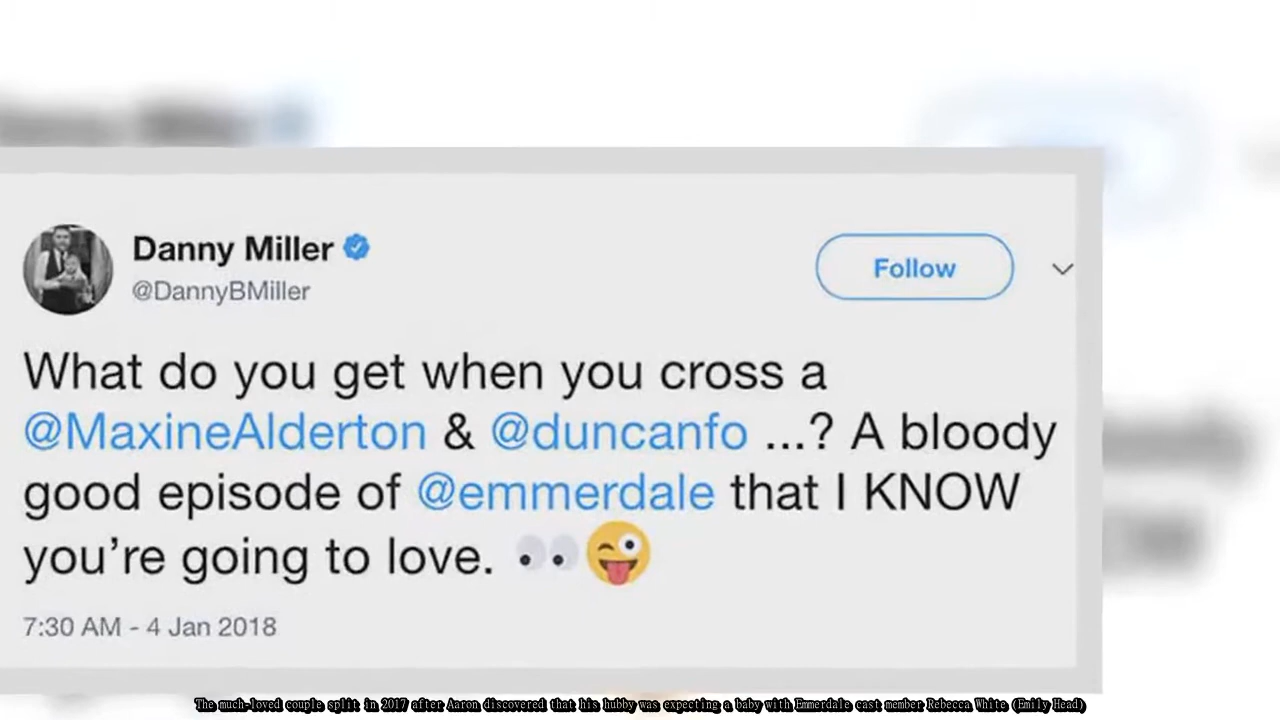 Danny Miller
@DannyBMiller
Follow
What do you get when you cross a
@MaxineAlderton & @duncanfo ...? A bloody
good episode of @emmerdale that I KNOW
you’re going to love. 👀😜
7:30 AM - 4 Jan 2018
The much-loved couple split in 2017 after Aaron discovered that his hubby was expecting a baby with Emmerdale cast member Rebecca White (Emily Head)